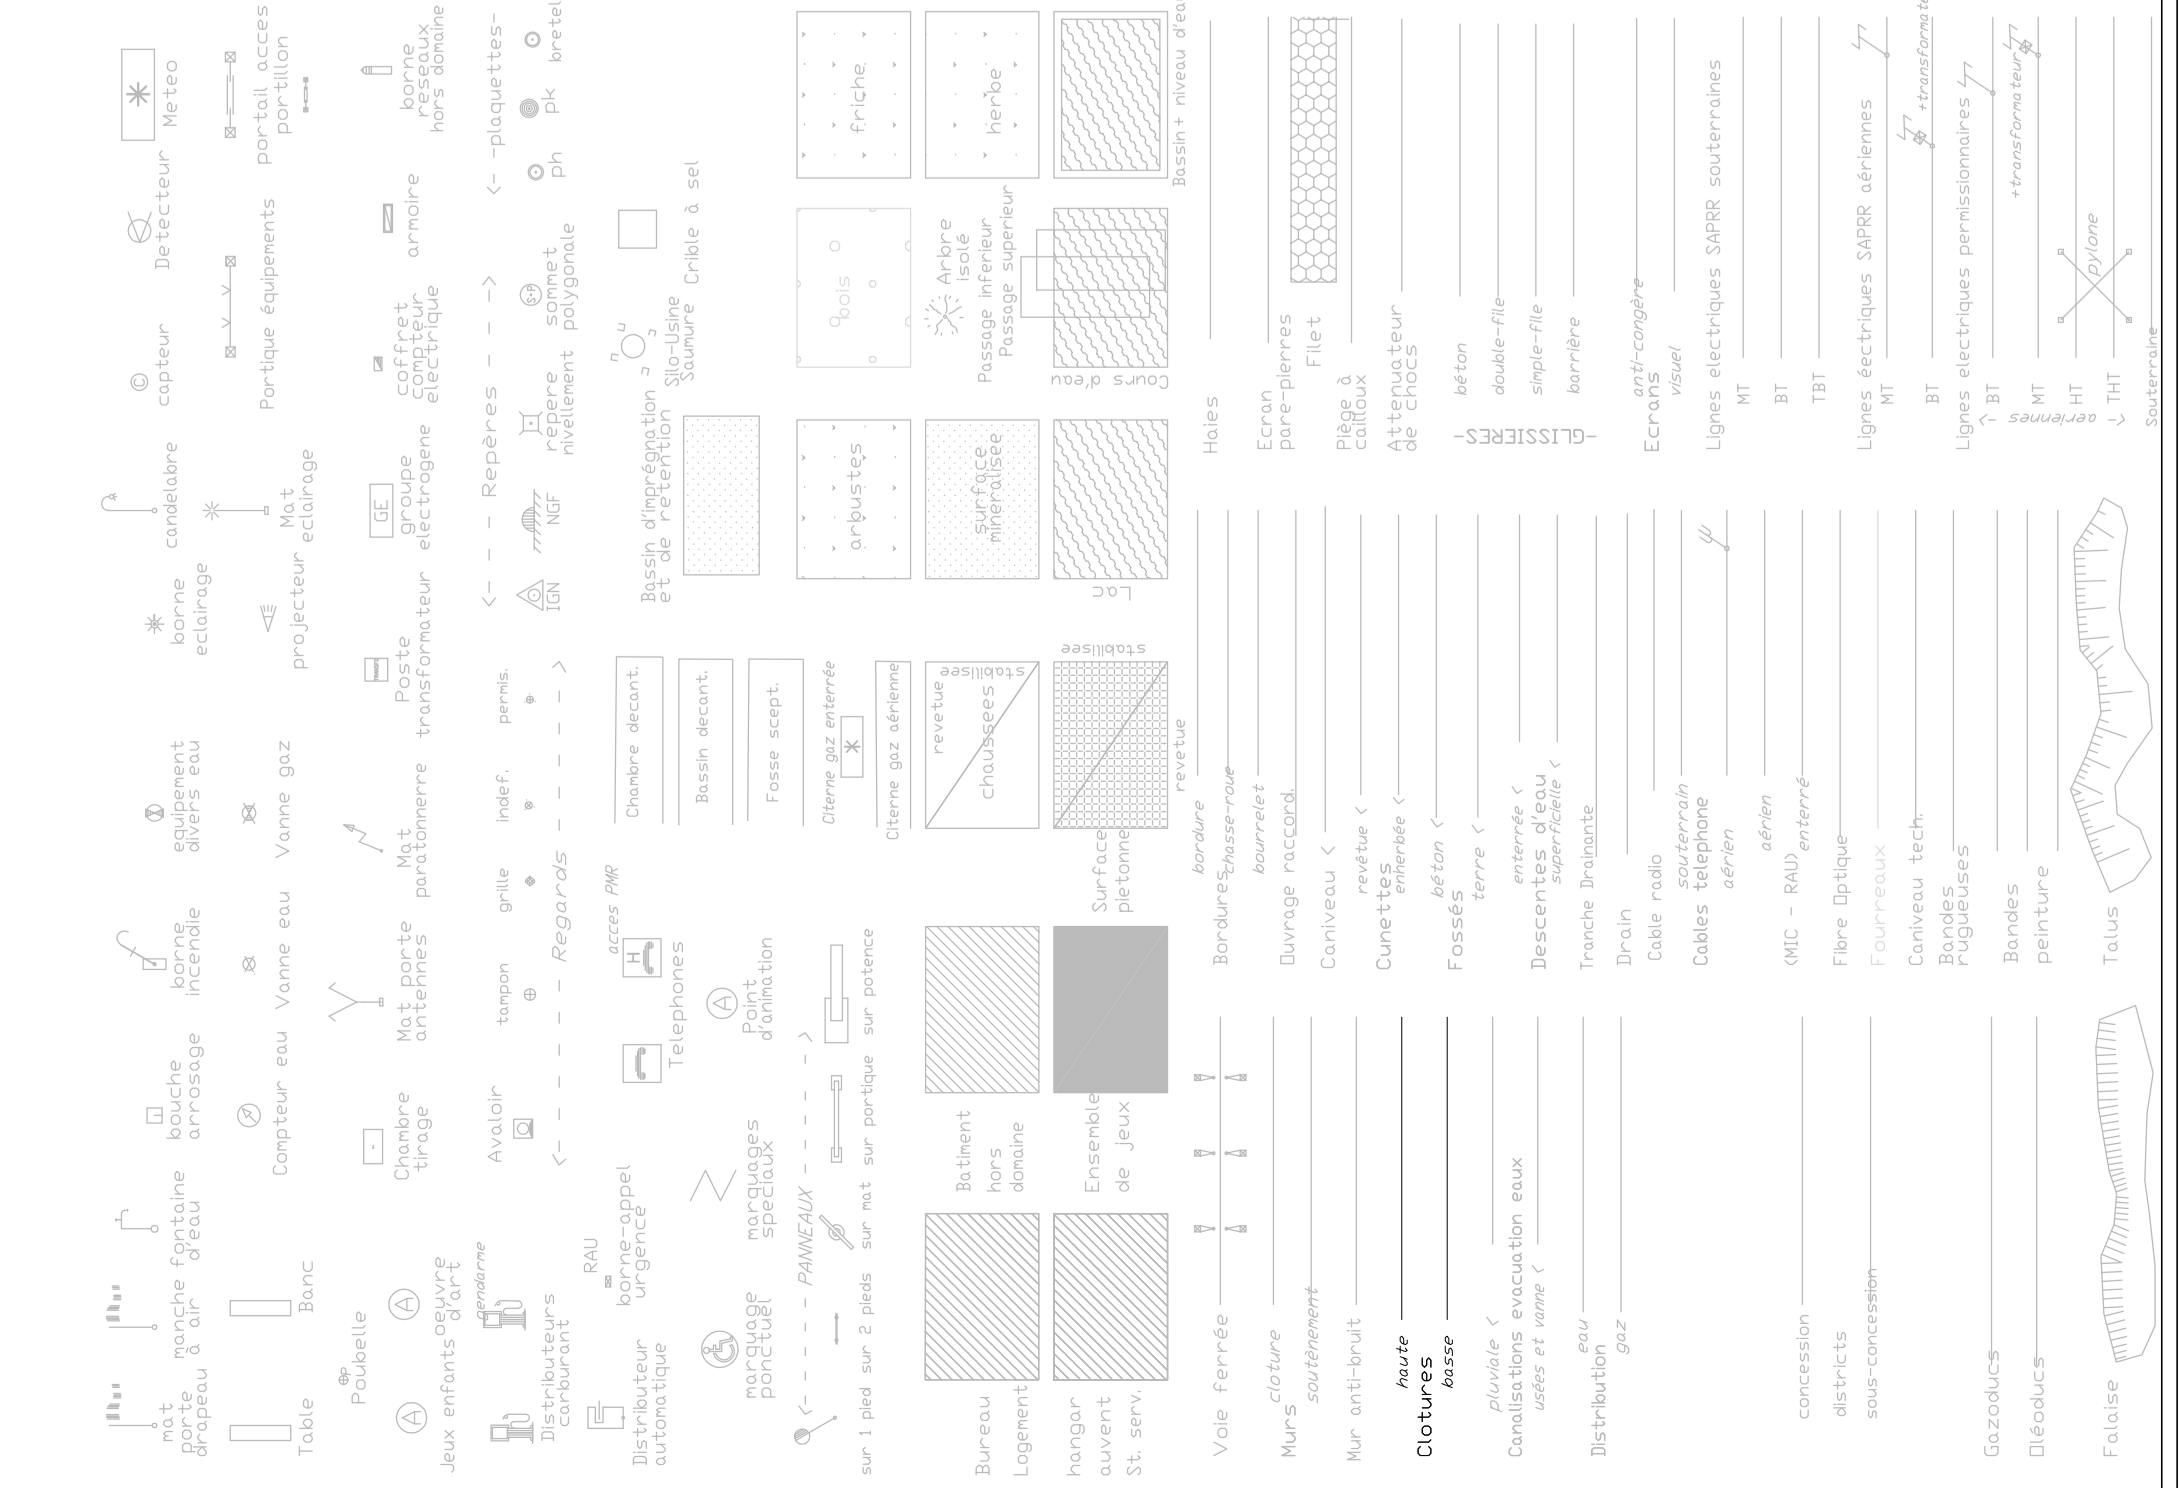 mat
porte
drapeau
manche
à air
fontaine
d'eau
bouche
arrosage
borne
incendie
equipement
divers eau
borne
eclairage
candelabre
capteur
Detecteur
Meteo
Table
Banc
Compteur eau
Vanne eau
Vanne gaz
projecteur
Mat
eclairage
Portique équipements
portail acces
portillon
P
Poubelle
Chambre
tirage
Mat porte
antennes
Mat
paratonnerre
TRANSFO
Poste
transformateur
GE
groupe
electrogene
coffret
compteur
electrique
armoire
borne
reseaux
hors domaine
Jeux enfants
oeuvre
d'art
Avaloir
tampon
grille
indef.
permis.
<- - - - - Regards - - - - ->
<- - - - Repères - - - ->
IGN
NGF
repere
nivellement
sommet
polygonale
<- -plaquettes-
ph
pk
bretel
gendarme
Distributeurs
carburant
RAU
borne-appel
urgence
acces PMR
Telephones
Chambre decant.
Bassin decant.
Fosse scept.
Citerne gaz enterrée
Citerne gaz aérienne
Bassin d'imprégnation
et de retention
Silo-Usine
Saumure
Crible à sel
Distributeur
automatique
marquage
ponctuel
marquages
speciaux
Point
d'animation
<- - - - PANNEAUX - - - - - ->
sur 1 pied
sur 2 pieds
sur mat
sur portique
sur potence
arbustes
bois
friche
Bureau
Logement
Batiment
hors
domaine
revetue
chaussees
stabilisee
surface
mineralisee
Arbre
isolé
herbe
Passage inferieur
Passage superieur
hangar
auvent
St. serv.
Ensemble
de jeux
Surface
pietonne
stabilisee
revetue
Lac
Cours d'eau
Bassin+ niveau d'eau
Voie ferrée
Murs
cloture
soutènement
Mur anti-bruit
Clotures
haute
basse
Canalisations evacuation eaux
pluviale <
usées et vanne <
Distribution
eau
gaz
concession
districts
sous-concession
Gazoducs
Oléoducs
Falaise
Bordures
bordure
chasse-roue
bourrelet
Ouvrage raccord.
Caniveau <
Cunettes
revêtue <
enherbée <
Fossés
béton <
terre <
Descentes d'eau
enterrée <
superficielle <
Tranche Drainante
Drain
Cable radio
Cables telephone
souterrain
aérien
(MIC - RAU)
aérien
enterré
Fibre Optique
Fourreaux
Caniveau tech.
Bandes
rugueuses
Bandes
peinture
Talus
Haies
Ecran
pare-pierres
Filet
Piège à
cailloux
Attenuateur
de chocs
-GLISSIERES-
béton
double-file
simple-file
barrière
Ecrans
anti-congère
visuel
Lignes electriques SAPRR souterraines
MT
BT
TBT
Lignes éectriques SAPRR aériennes
MT
BT
+transformate
Lignes electriques permissionnaires
<- aeriennes ->
BT
MT
+transformateur
HT
THT
pylone
Souterraine